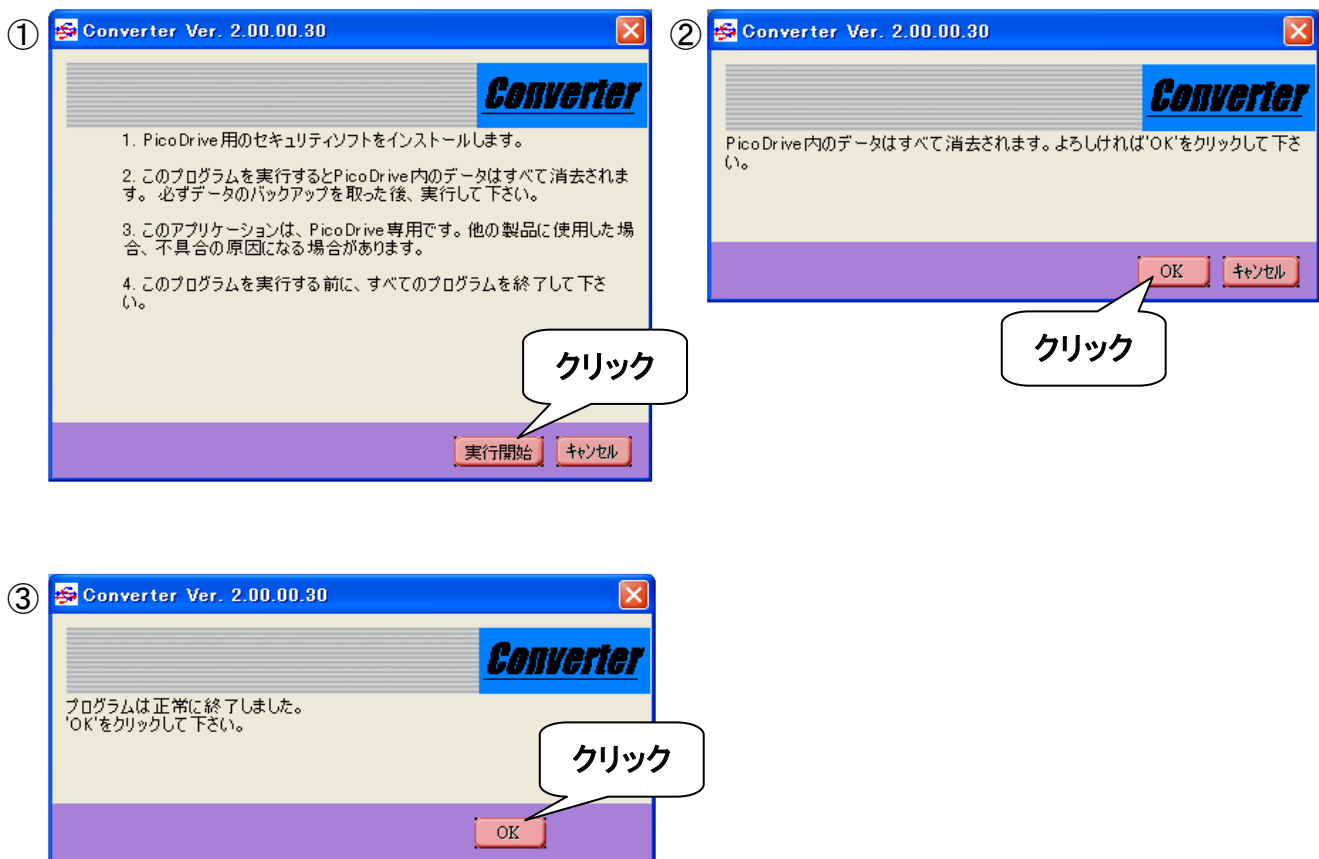 ①
Converter Ver. 2.00.00.30
Converter
1. PicoDrive用のセキュリティソフトをインストールします。
2. このプログラムを実行するとPicoDrive内のデータはすべて消去されま
す。 必ずデータのバックアップを取った後、実行して下さい。
3. このアプリケーションは、PicoDrive専用です。他の製品に使用した場
合、不具合の原因になる場合があります。
4. このプログラムを実行する前に、すべてのプログラムを終了して下さ
い。
クリック
実行開始 キャンセル
②
Converter Ver. 2.00.00.30
Converter
PicoDrive内のデータはすべて消去されます。よろしければ'OK'をクリックして下さ
い。
OK キャンセル
クリック
③
Converter Ver. 2.00.00.30
Converter
プログラムは正常に終了しました。
'OK'をクリックして下さい。
クリック
OK